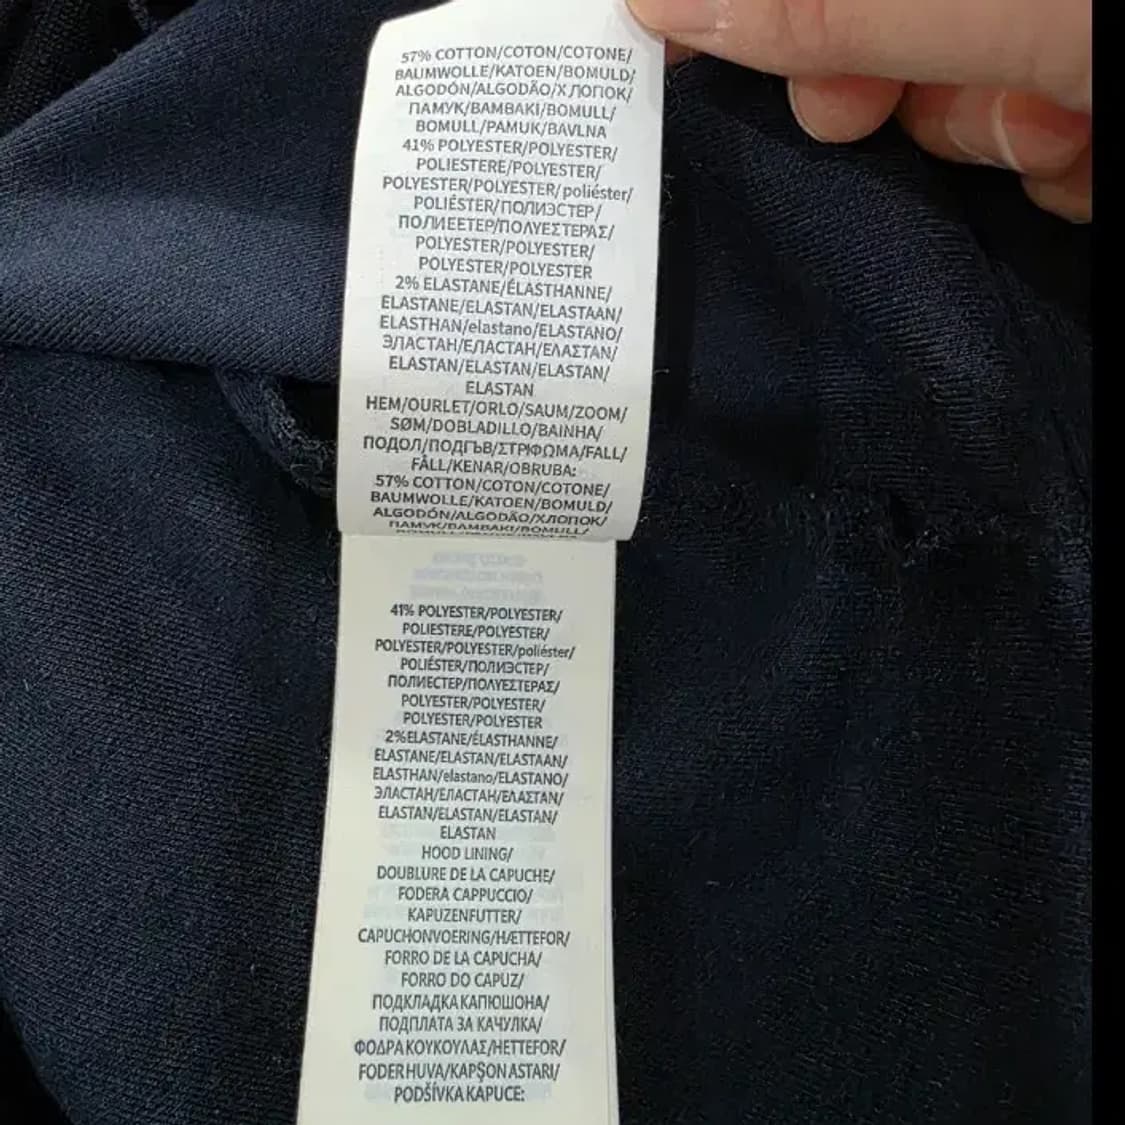 57% COTTON/COTON/COTONE/
BAUMWOLLE/KATOEN/BOMULD/
ALGODÓN/ALGODÃO/ХЛОПОК/
ПАМУК/BAMBAKI/BOMULL/
BOMULL/PAMUK/BAVLNA
41% POLYESTER/POLYESTER/
POLIESTERE/POLYESTER/
POLYESTER/POLYESTER/poliéster/
POLIÉSTER/ПОЛИЭСТЕР/
ПОЛИЕЕТЕР/ΠΟΛΥΕΣΤΕΡΑΣ/
POLYESTER/POLYESTER/
POLYESTER/POLYESTER
2% ELASTANE/ÉLASTHANNE/
ELASTANE/ELASTAN/ELASTAAN/
ELASTHAN/elastano/ELASTANO/
ЭЛАСТАН/ЕЛАСТАН/ΕΛΑΣΤΑΝ/
ELASTAN/ELASTAN/ELASTAN/
ELASTAN
HEM/OURLET/ORLO/SAUM/ZOOM/
SØM/DOBLADILLO/BAINHA/
ПОДОЛ/ПОДГЪВ/ΣΤΡΙΦΩΜΑ/FALL/
FÅLL/KENAR/OBRUBA:
57% COTTON/COTON/COTONE/
BAUMWOLLE/KATOEN/BOMULD/
ALGODÓN/ALGODÃO/ХЛОПОК/
ПАМУК/BAMBAKI/BOMULL/
41% POLYESTER/POLYESTER/
POLIESTERE/POLYESTER/
POLYESTER/POLYESTER/poliéster/
POLIÉSTER/ПОЛИЭСТЕР/
ПОЛИЕСТЕР/ΠΟΛΥΕΣΤΕΡΑΣ/
POLYESTER/POLYESTER/
POLYESTER/POLYESTER
2%ELASTANE/ÉLASTHANNE/
ELASTANE/ELASTAN/ELASTAAN/
ELASTHAN/elastano/ELASTANO/
ЭЛАСТАН/ЕЛАСТАН/ΕΛΑΣΤΑΝ/
ELASTAN/ELASTAN/ELASTAN/
ELASTAN
HOOD LINING/
DOUBLURE DE LA CAPUCHE/
FODERA CAPPUCCIO/
KAPUZENFUTTER/
CAPUCHONVOERING/HÆTTEFOR/
FORRO DE LA CAPUCHA/
FORRO DO CAPUZ/
ПОДКЛАДКА КАПЮШОНА/
ПОДПЛАТА ЗА КАЧУЛКА/
ΦΟΔΡΑ ΚΟΥΚΟΥΛΑΣ/HETTEFOR/
FODER HUVA/KAPŞON ASTARI/
PODŠÍVKA KAPUCE: